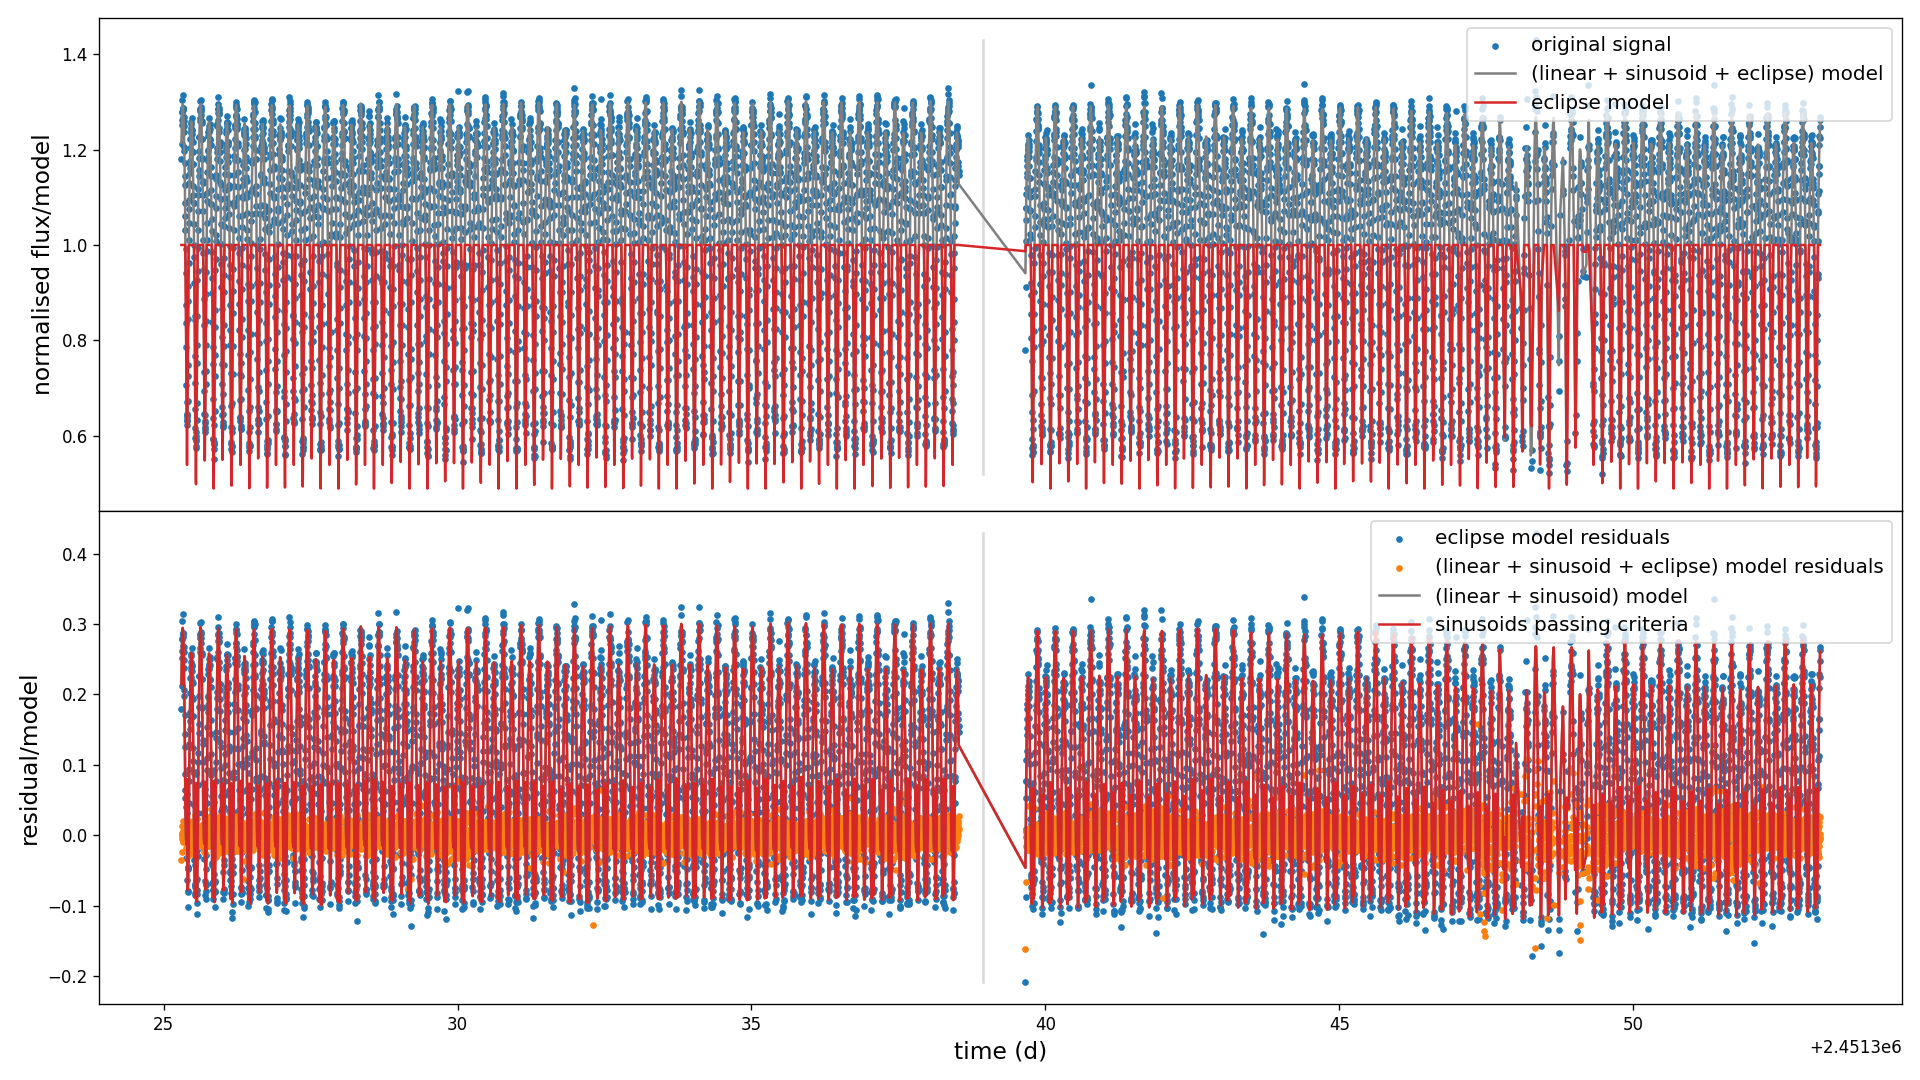 original signal
(linear + sinusoid + eclipse) model
eclipse model
normalised flux/model
1.4
1.2
1.0
0.8
0.6
eclipse model residuals
(linear + sinusoid + eclipse) model residuals
(linear + sinusoid) model
sinusoids passing criteria
residual/model
0.4
0.3
0.2
0.1
0.0
−0.1
−0.2
25 30 35 40 45 50
time (d)
+2.4513e6